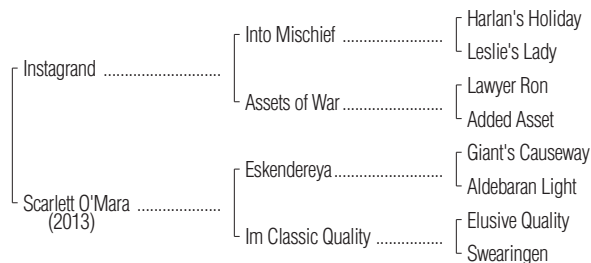 Harlan's Holiday
Into Mischief ......................
Leslie's Lady
Instagrand .........................
Lawyer Ron
Assets of War ......................
Added Asset
Giant's Causeway
Eskendereya ........................
Aldebaran Light
Scarlett O'Mara ..................
(2013)
Elusive Quality
Im Classic Quality ................
Swearingen